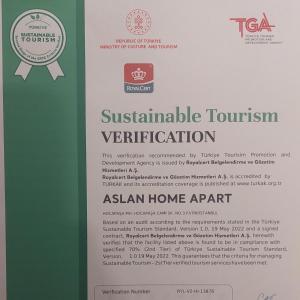 TÜRKİYE
SUSTAINABLE
TOURISM
REPUBLIC OF TÜRKİYE
MINISTRY OF CULTURE AND TOURISM
TGA
TÜRKİYE TOURISM
PROMOTION AND
DEVELOPMENT AGENCY
ROYALCERT
Sustainable Tourism
VERIFICATION
This verification recommended by Türkiye Tourism Promotion and
Development Agency is issued by Royalcert Belgelendirme ve Gözetim
Hizmetleri A.Ş. Royalcert Belgelendirme ve Gözetim Hizmetleri A.Ş. is accredited by
TÜRKAK and its accreditation coverage is published at www.turkak.org.tr
ASLAN HOME APART
Based on an audit according to the requirements stated in the Türkiye
Sustainable Tourism Standard, Version 1.0, 19 May 2022 and a signed
contract, Royalcert Belgelendirme ve Gözetim Hizmetleri A.Ş. herewith
verifies that the facility listed above is found to be in compliance with
specified 70% (2nd Tier) of Türkiye Sustainable Tourism Standard,
Version, 1.0 19 May 2022. This guarantees that the criteria for managing
Sustainable Tourism - 2st Tier verified tourism services have been met.
Verification Number